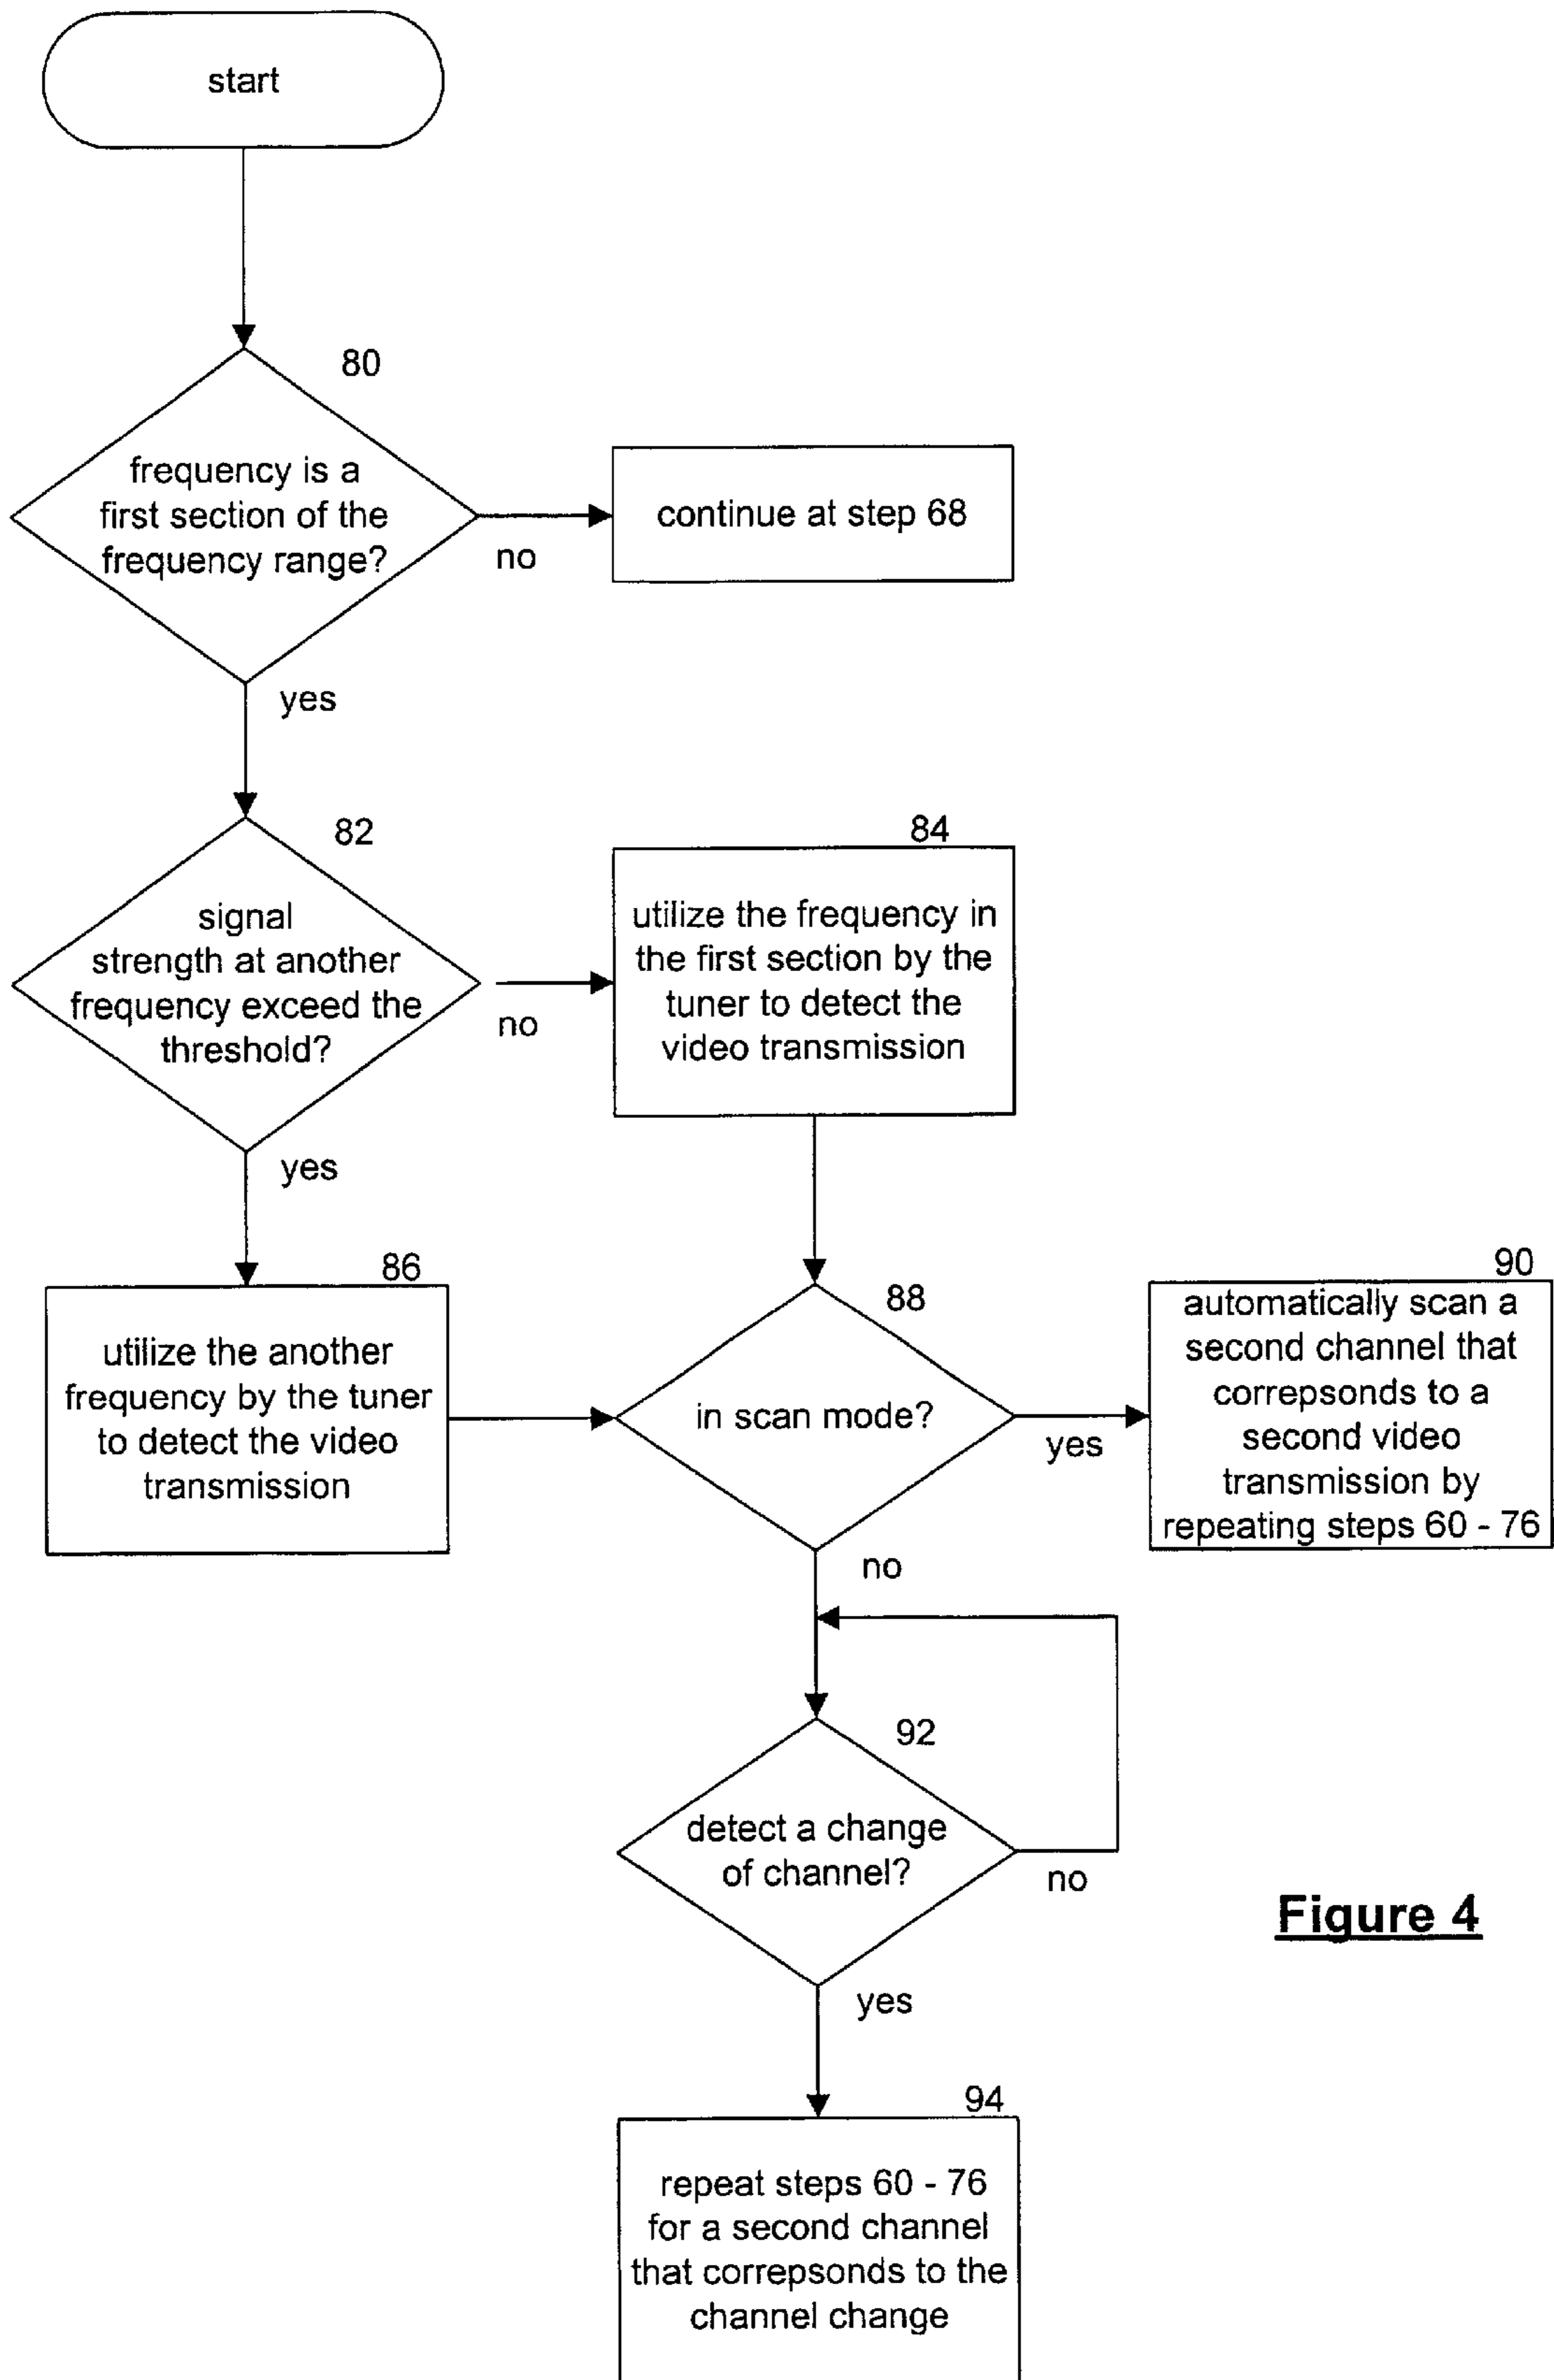 start
80
frequency is a
first section of the
frequency range?
no
continue at step 68
yes
82
signal
strength at another
frequency exceed the
threshold?
no
84
utilize the frequency in
the first section by the
tuner to detect the
video transmission
yes
86
utilize the another
frequency by the tuner
to detect the video
transmission
88
in scan mode?
yes
90
automatically scan a
second channel that
correpsonds to a
second video
transmission by
repeating steps 60 - 76
no
92
detect a change
of channel?
no
Figure 4
yes
94
repeat steps 60 - 76
for a second channel
that correpsonds to the
channel change